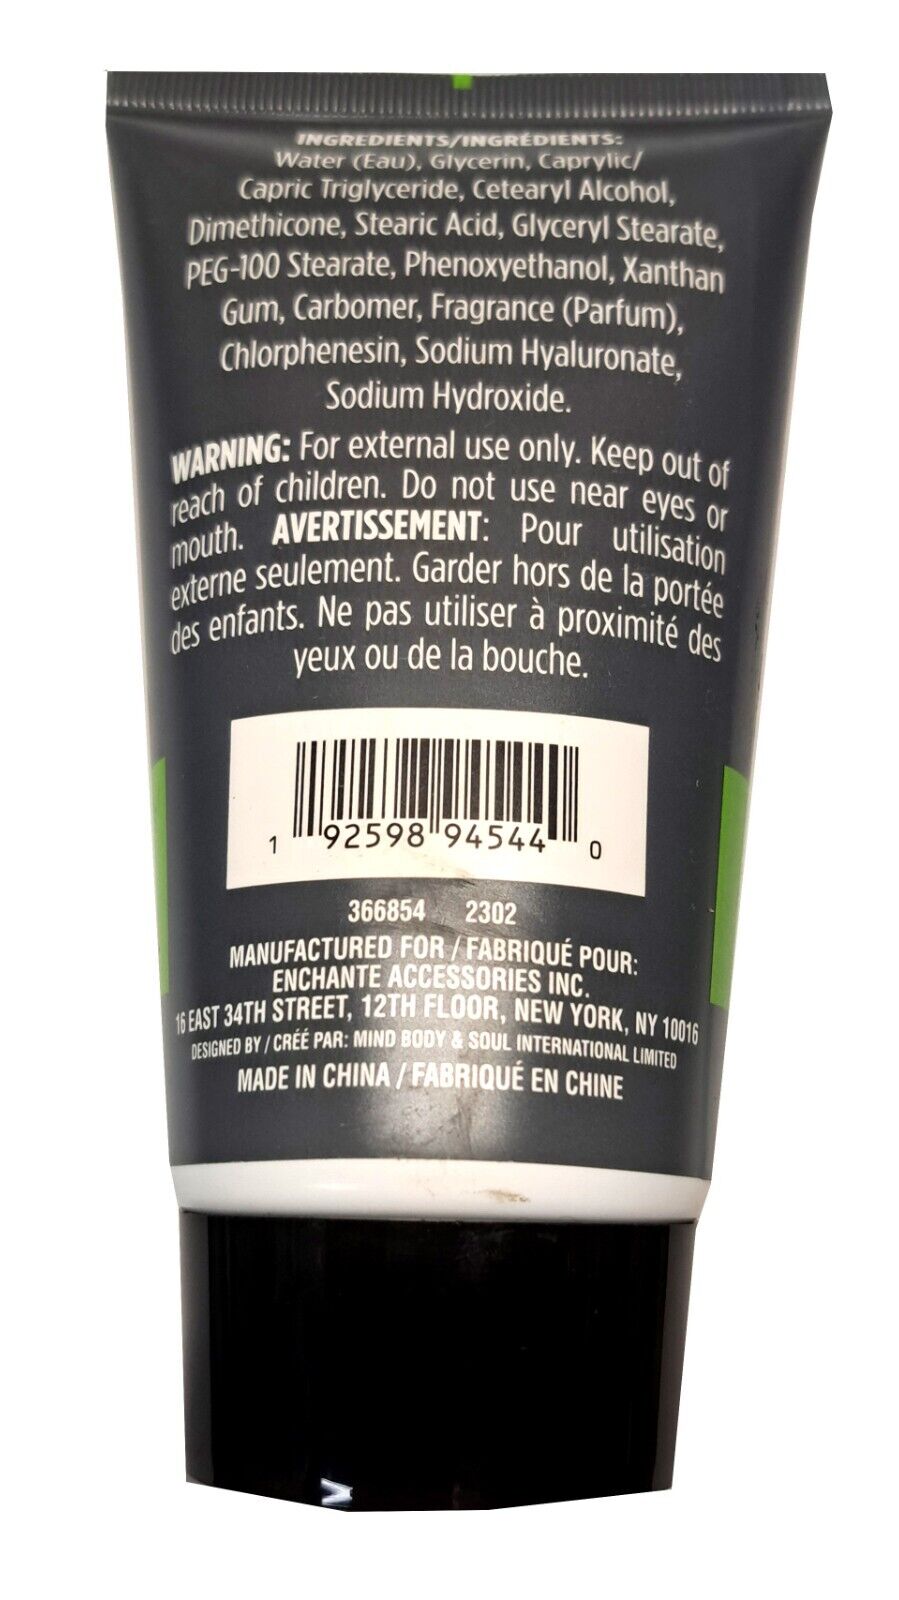 INGREDIENTS/INGRÉDIENTS:
Water (Eau), Glycerin, Caprylic/
Capric Triglyceride, Cetearyl Alcohol,
Dimethicone, Stearic Acid, Glyceryl Stearate,
PEG-100 Stearate, Phenoxyethanol, Xanthan
Gum, Carbomer, Fragrance (Parfum),
Chlorphenesin, Sodium Hyaluronate,
Sodium Hydroxide.
WARNING: For external use only. Keep out of
reach of children. Do not use near eyes or
mouth. AVERTISSEMENT: Pour utilisation
externe seulement. Garder hors de la portée
des enfants. Ne pas utiliser à proximité des
yeux ou de la bouche.
1 92598 94544 0
366854 2302
MANUFACTURED FOR / FABRIQUÉ POUR:
ENCHANTE ACCESSORIES INC.
16 EAST 34TH STREET, 12TH FLOOR, NEW YORK, NY 10016
DESIGNED BY / CRÉÉ PAR: MIND BODY & SOUL INTERNATIONAL LIMITED
MADE IN CHINA / FABRIQUÉ EN CHINE